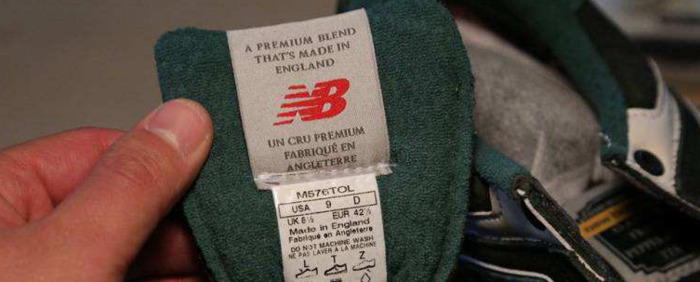 A PREMIUM BLEND
THAT'S MADE IN
ENGLAND
NB
UN CRU PREMIUM
FABRIQUÉ EN
ANGLETERRE
M576TOL
USA 9 D
UK 8½ EUR 42½
Made in England
Fabriqué en Angleterre
DO NOT MACHINE WASH
NE PAS LAVER A LA MACHINE
L T Z